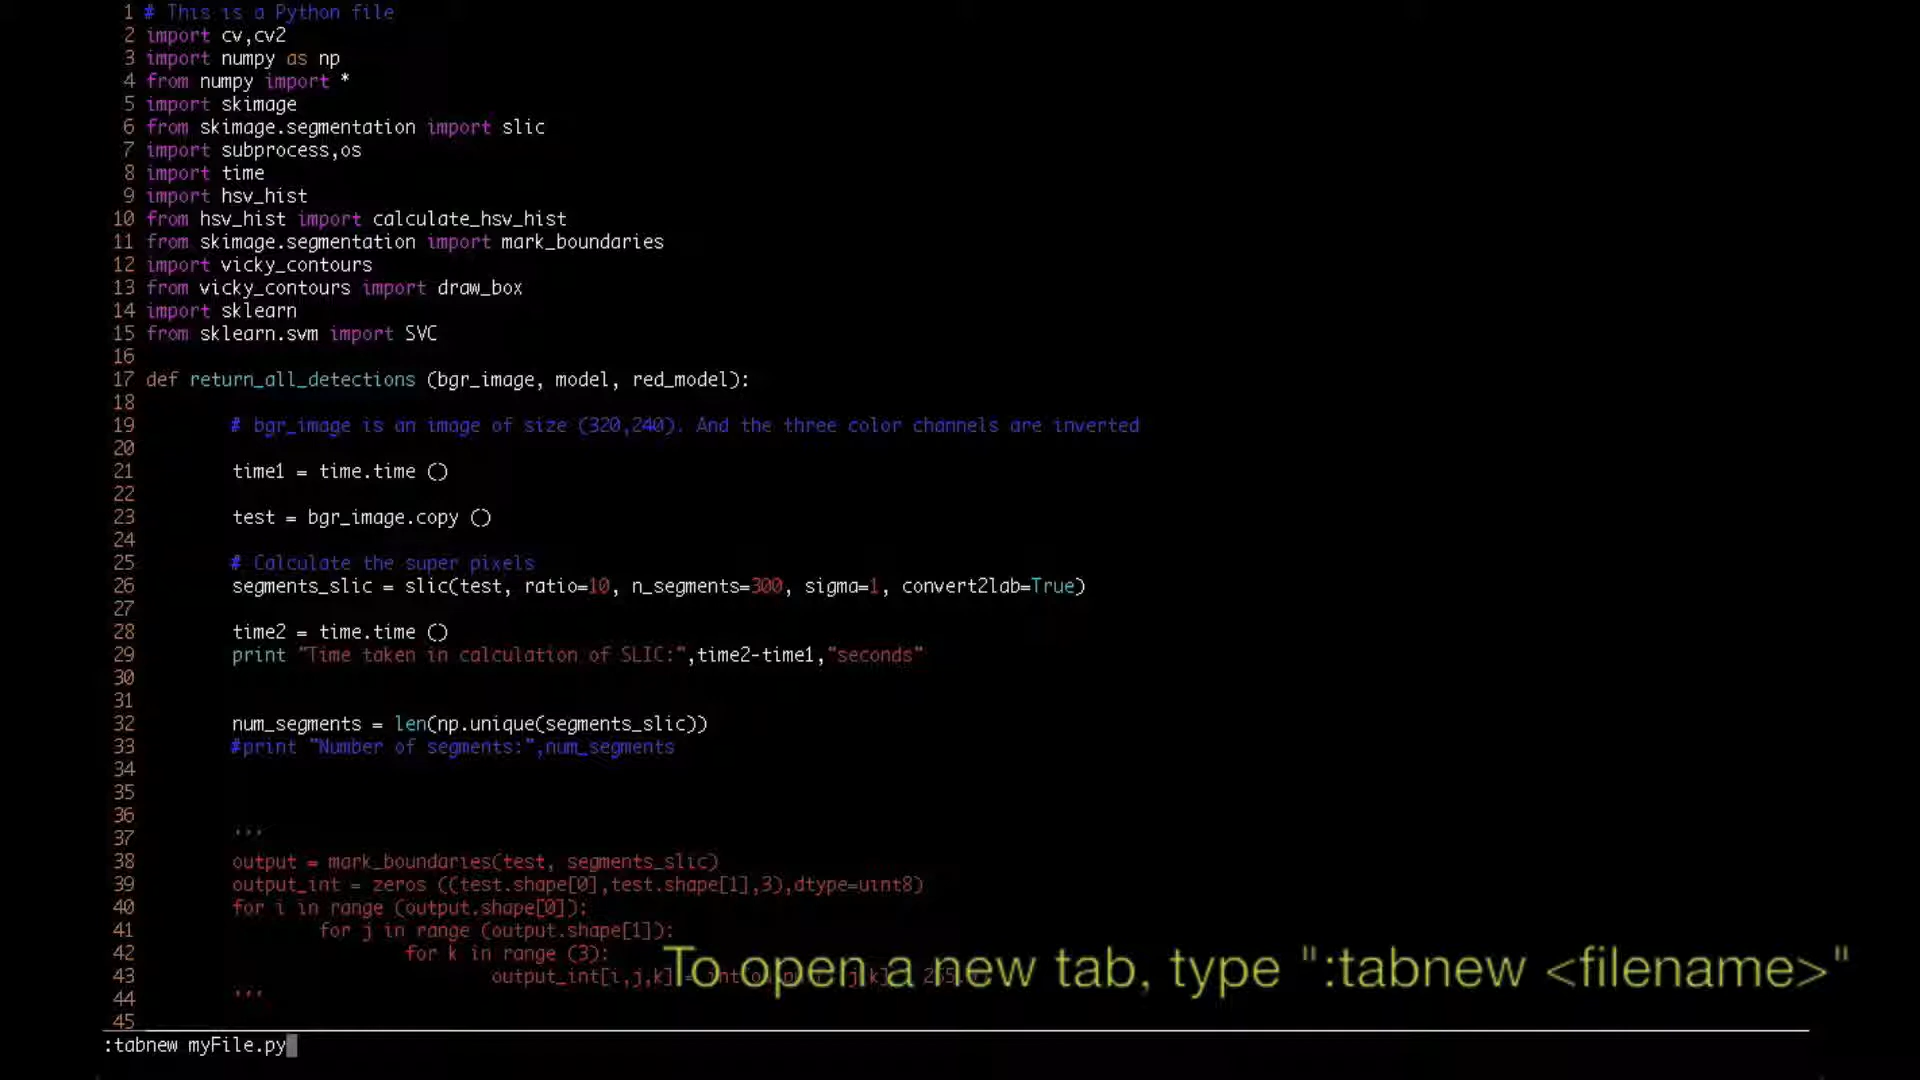 1 # This is a Python file
2 import cv,cv2
3 import numpy as np
4 from numpy import *
5 import skimage
6 from skimage.segmentation import slic
7 import subprocess,os
8 import time
9 import hsv_hist
10 from hsv_hist import calculate_hsv_hist
11 from skimage.segmentation import mark_boundaries
12 import vicky_contours
13 from vicky_contours import draw_box
14 import sklearn
15 from sklearn.svm import SVC
16
17 def return_all_detections (bgr_image, model, red_model):
18
19         # bgr_image is an image of size (320,240). And the three color channels are inverted
20
21         time1 = time.time ()
22
23         test = bgr_image.copy ()
24
25         # Calculate the super pixels
26         segments_slic = slic(test, ratio=10, n_segments=300, sigma=1, convert2lab=True)
27
28         time2 = time.time ()
29         print "Time taken in calculation of SLIC:",time2-time1,"seconds"
30
31
32         num_segments = len(np.unique(segments_slic))
33         #print "Number of segments:",num_segments
34
35
36
37         '''
38         output = mark_boundaries(test, segments_slic)
39         output_int = zeros ((test.shape[0],test.shape[1],3),dtype=uint8)
40         for i in range (output.shape[0]):
41                 for j in range (output.shape[1]):
42                         for k in range (3):
43                                 output_int[i,j,k]
44         '''
45
To open a new tab, type ":tabnew <filename>"
:tabnew myFile.py